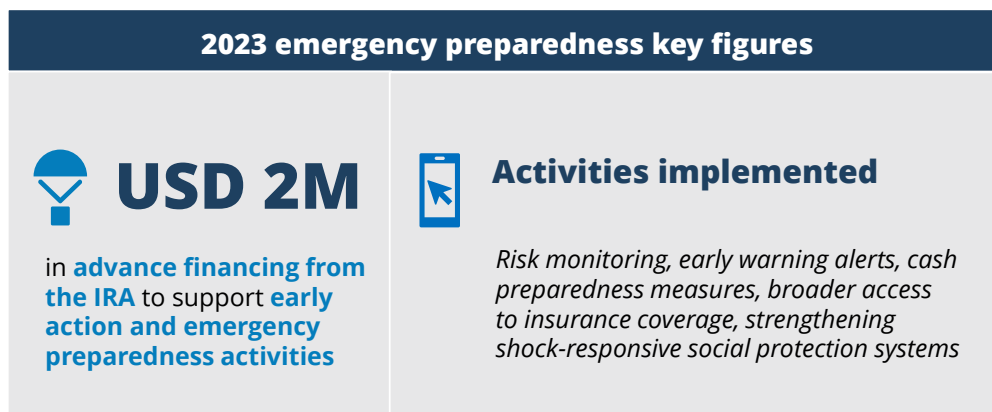 2023 emergency preparedness key figures
USD 2M
in advance financing from
the IRA to support early
action and emergency
preparedness activities
Activities implemented
Risk monitoring, early warning alerts, cash
preparedness measures, broader access
to insurance coverage, strengthening
shock-responsive social protection systems